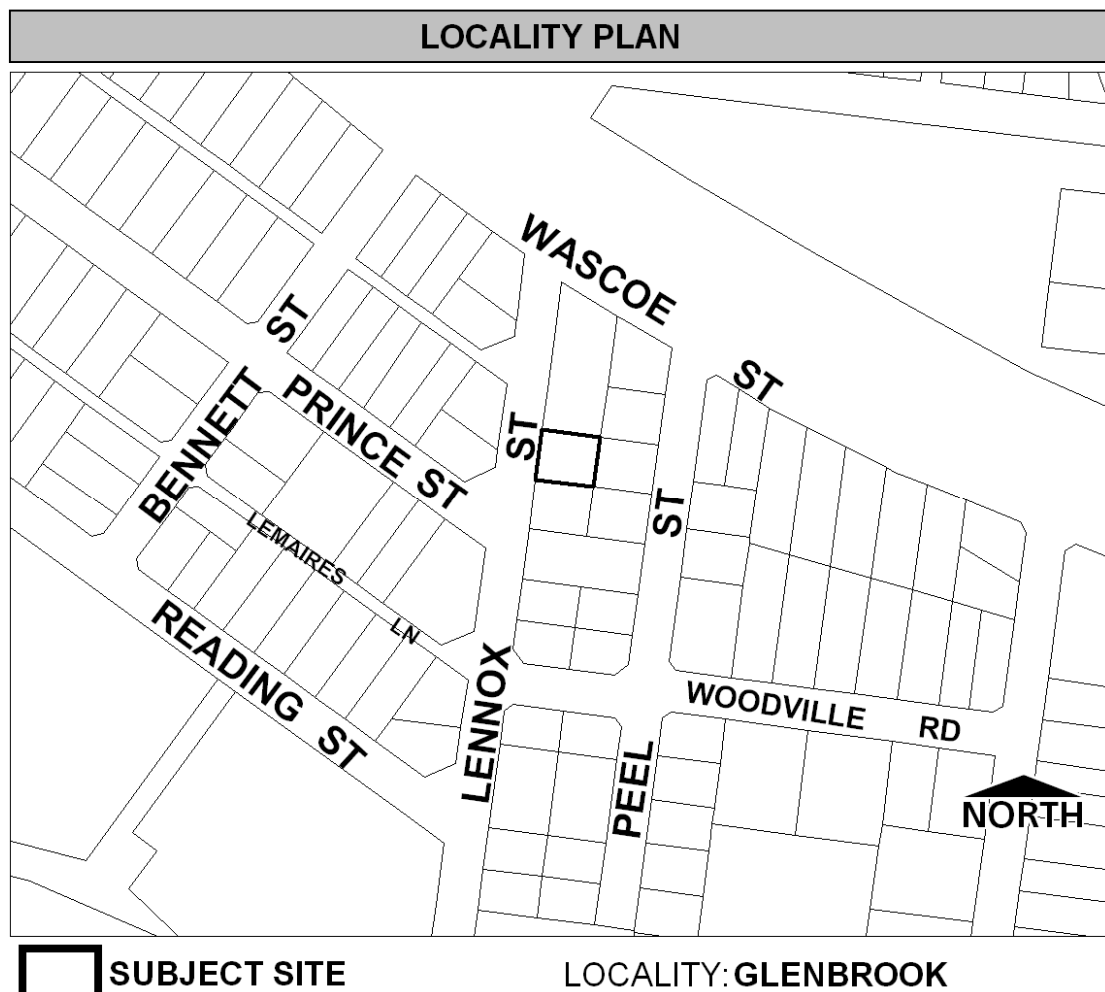 LOCALITY PLAN
WASCOE
ST
ST
PRINCE ST
BENNETT
ST
ST
LEMAIRES
LN
READING ST
LENNOX
WOODVILLE RD
PEEL
NORTH
SUBJECT SITE
LOCALITY: GLENBROOK